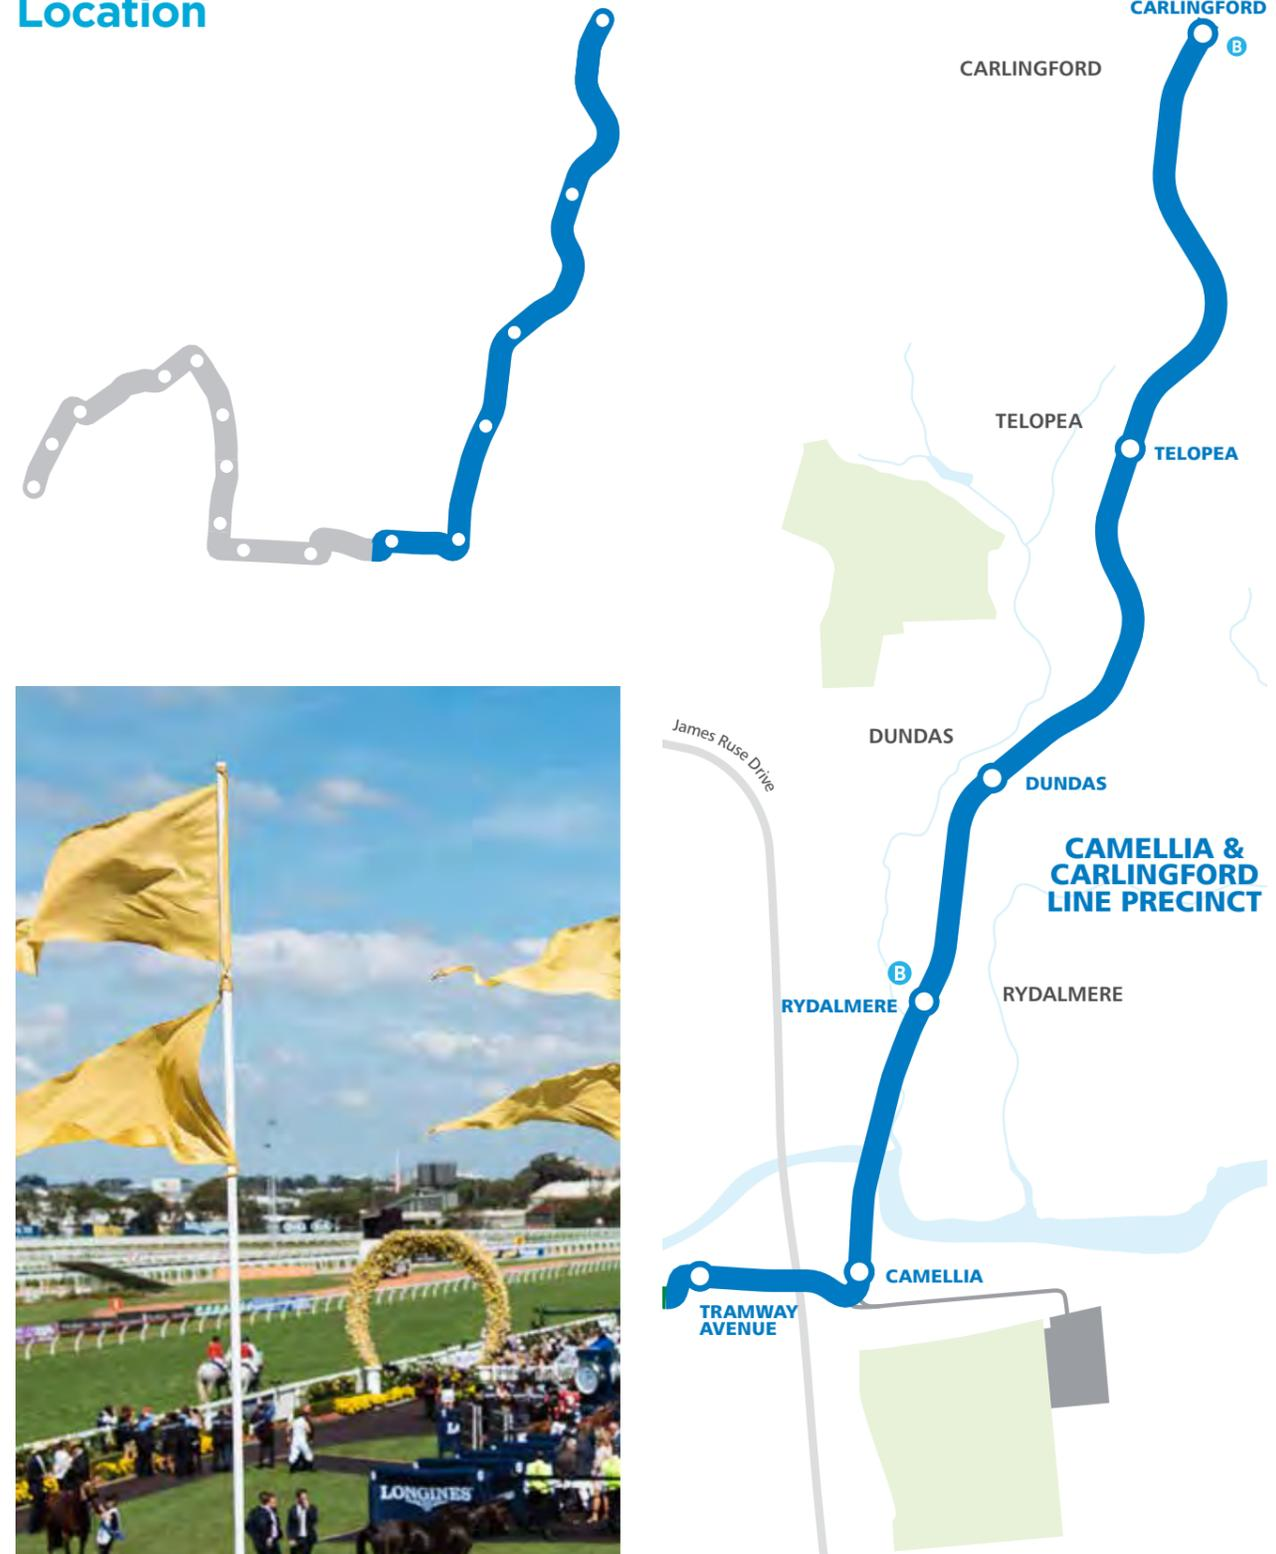 Location
CARLINGFORD
B
CARLINGFORD
TELOPEA
TELOPEA
James Ruse Drive
DUNDAS
DUNDAS
CAMELLIA &
CARLINGFORD
LINE PRECINCT
B
RYDALMERE
RYDALMERE
CAMELLIA
TRAMWAY
AVENUE
LONGINES